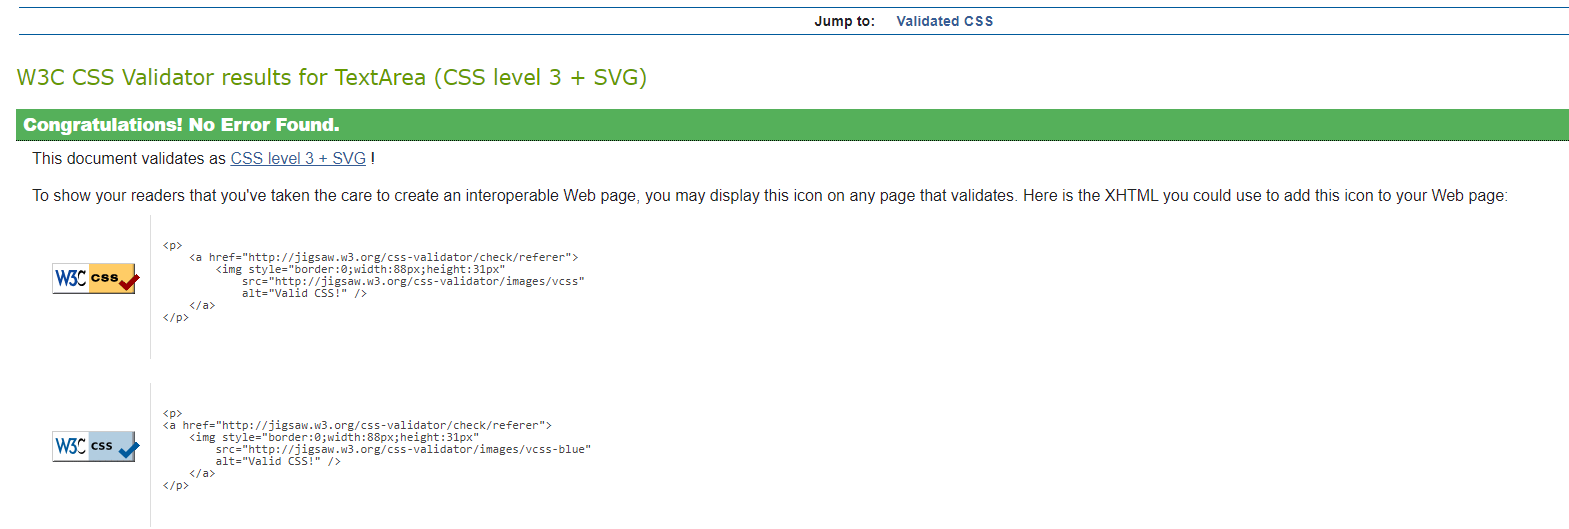 Jump to: Validated CSS
W3C CSS Validator results for TextArea (CSS level 3 + SVG)
Congratulations! No Error Found.
This document validates as CSS level 3 + SVG !
To show your readers that you've taken the care to create an interoperable Web page, you may display this icon on any page that validates. Here is the XHTML you could use to add this icon to your Web page:
W3C css
<p>
    <a href="http://jigsaw.w3.org/css-validator/check/referer">
        <img style="border:0;width:88px;height:31px"
            src="http://jigsaw.w3.org/css-validator/images/vcss"
            alt="Valid CSS!" />
    </a>
</p>
W3C css
<p>
<a href="http://jigsaw.w3.org/css-validator/check/referer">
    <img style="border:0;width:88px;height:31px"
        src="http://jigsaw.w3.org/css-validator/images/vcss-blue"
        alt="Valid CSS!" />
    </a>
</p>